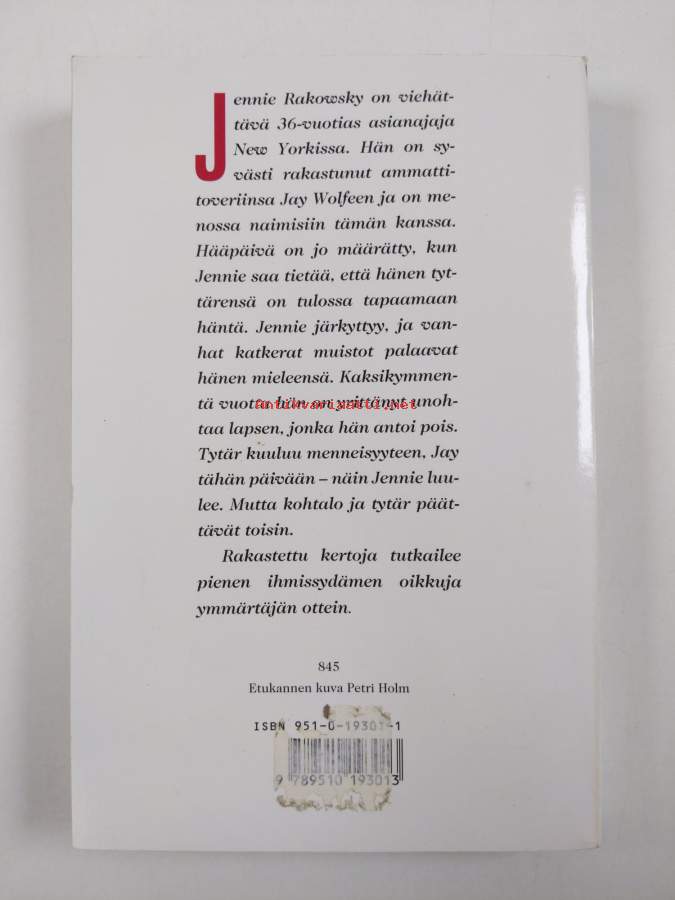 Jennie Rakowsky on viehät-
tävä 36-vuotias asianajaja
New Yorkissa. Hän on sy-
västi rakastunut ammatti-
toveriinsa Jay Wolfeen ja on me-
nossa naimisiin tämän kanssa.
Hääpäivä on jo määrätty, kun
Jennie saa tietää, että hänen tyt-
tärensä on tulossa tapaamaan
häntä. Jennie järkyttyy, ja van-
hat katkerat muistot palaavat
hänen mieleensä. Kaksikymmen-
tä vuotta hän on yrittänyt unoh-
antikvariaatti.net
taa lapsen, jonka hän antoi pois.
Tytär kuuluu menneisyyteen, Jay
tähän päivään – näin Jennie luu-
lee. Mutta kohtalo ja tytär päät-
tävät toisin.
Rakastettu kertoja tutkailee
pienen ihmissydämen oikkuja
ymmärtäjän ottein.
845
Etukannen kuva Petri Holm
ISBN 951-0-19301-1
9 789510 193013